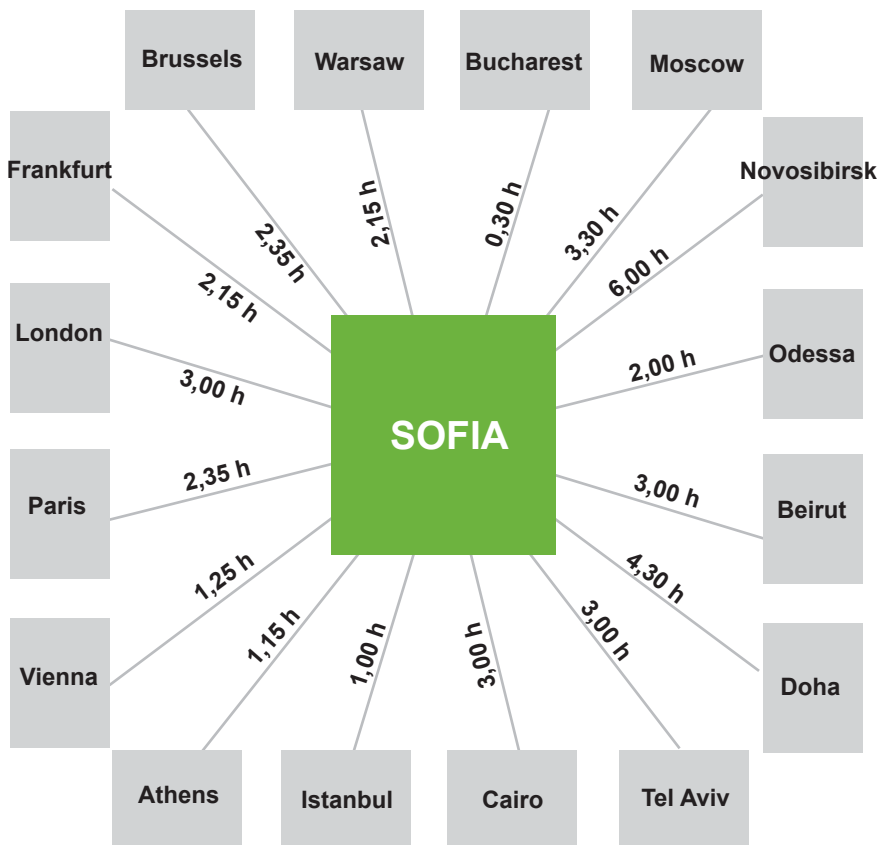 Brussels
Warsaw
Bucharest
Moscow
Frankfurt
Novosibirsk
2,35 h
2,15 h
0,30 h
3,30 h
2,15 h
6,00 h
London
Odessa
3,00 h
2,00 h
SOFIA
Paris
2,35 h
3,00 h
Beirut
1,25 h
4,30 h
Vienna
1,15 h
1,00 h
3,00 h
3,00 h
Doha
Athens
Istanbul
Cairo
Tel Aviv